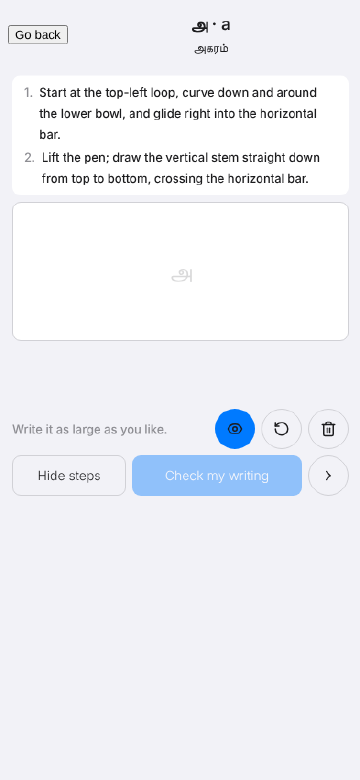 Go back
அ · a
அகரம்
1. Start at the top-left loop, curve down and around
the lower bowl, and glide right into the horizontal
bar.
2. Lift the pen; draw the vertical stem straight down
from top to bottom, crossing the horizontal bar.
அ
Write it as large as you like.
Hide steps
Check my writing